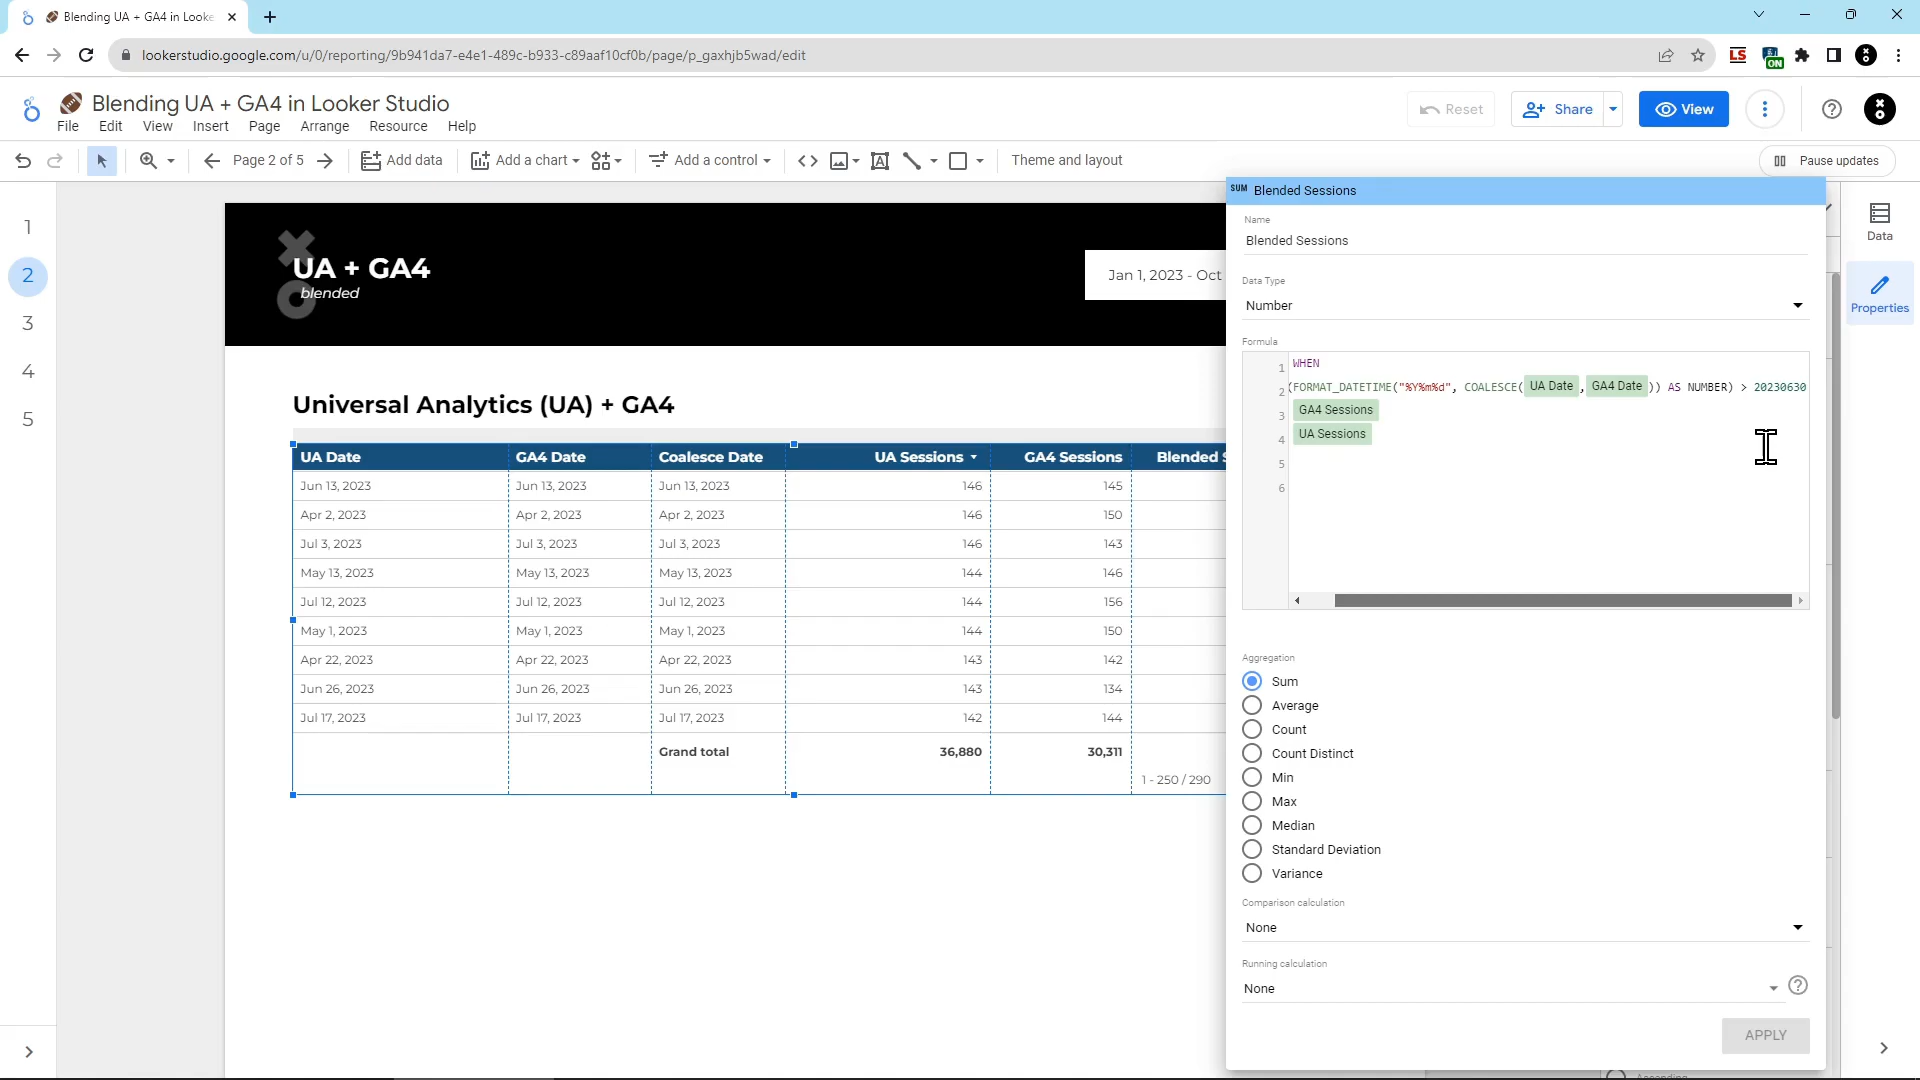 Blending UA + GA4 in Looke
lookerstudio.google.com/u/0/reporting/9b941da7-e4e1-489c-b933-c89aaf10cf0b/page/p_gaxhjb5wad/edit
LS
ON
Blending UA + GA4 in Looker Studio
File Edit View Insert Page Arrange Resource Help
Reset
Share
View
Page 2 of 5
Add data
Add a chart
Add a control
Theme and layout
Pause updates
1
2
3
4
5
UA + GA4
blended
Jan 1, 2023 - Oct
Universal Analytics (UA) + GA4
UA Date GA4 Date Coalesce Date UA Sessions GA4 Sessions Blended S
Jun 13, 2023 Jun 13, 2023 Jun 13, 2023 146 145
Apr 2, 2023 Apr 2, 2023 Apr 2, 2023 146 150
Jul 3, 2023 Jul 3, 2023 Jul 3, 2023 146 143
May 13, 2023 May 13, 2023 May 13, 2023 144 146
Jul 12, 2023 Jul 12, 2023 Jul 12, 2023 144 156
May 1, 2023 May 1, 2023 May 1, 2023 144 150
Apr 22, 2023 Apr 22, 2023 Apr 22, 2023 143 142
Jun 26, 2023 Jun 26, 2023 Jun 26, 2023 143 134
Jul 17, 2023 Jul 17, 2023 Jul 17, 2023 142 144
Grand total 36,880 30,311
1 - 250 / 290
SUM Blended Sessions
Name
Blended Sessions
Data Type
Number
Formula
1 WHEN
2 (FORMAT_DATETIME("%Y%m%d", COALESCE( UA Date , GA4 Date )) AS NUMBER) > 20230630
3 GA4 Sessions
4 UA Sessions
5
6
Aggregation
Sum
Average
Count
Count Distinct
Min
Max
Median
Standard Deviation
Variance
Comparison calculation
None
Running calculation
None
APPLY
Data
Properties